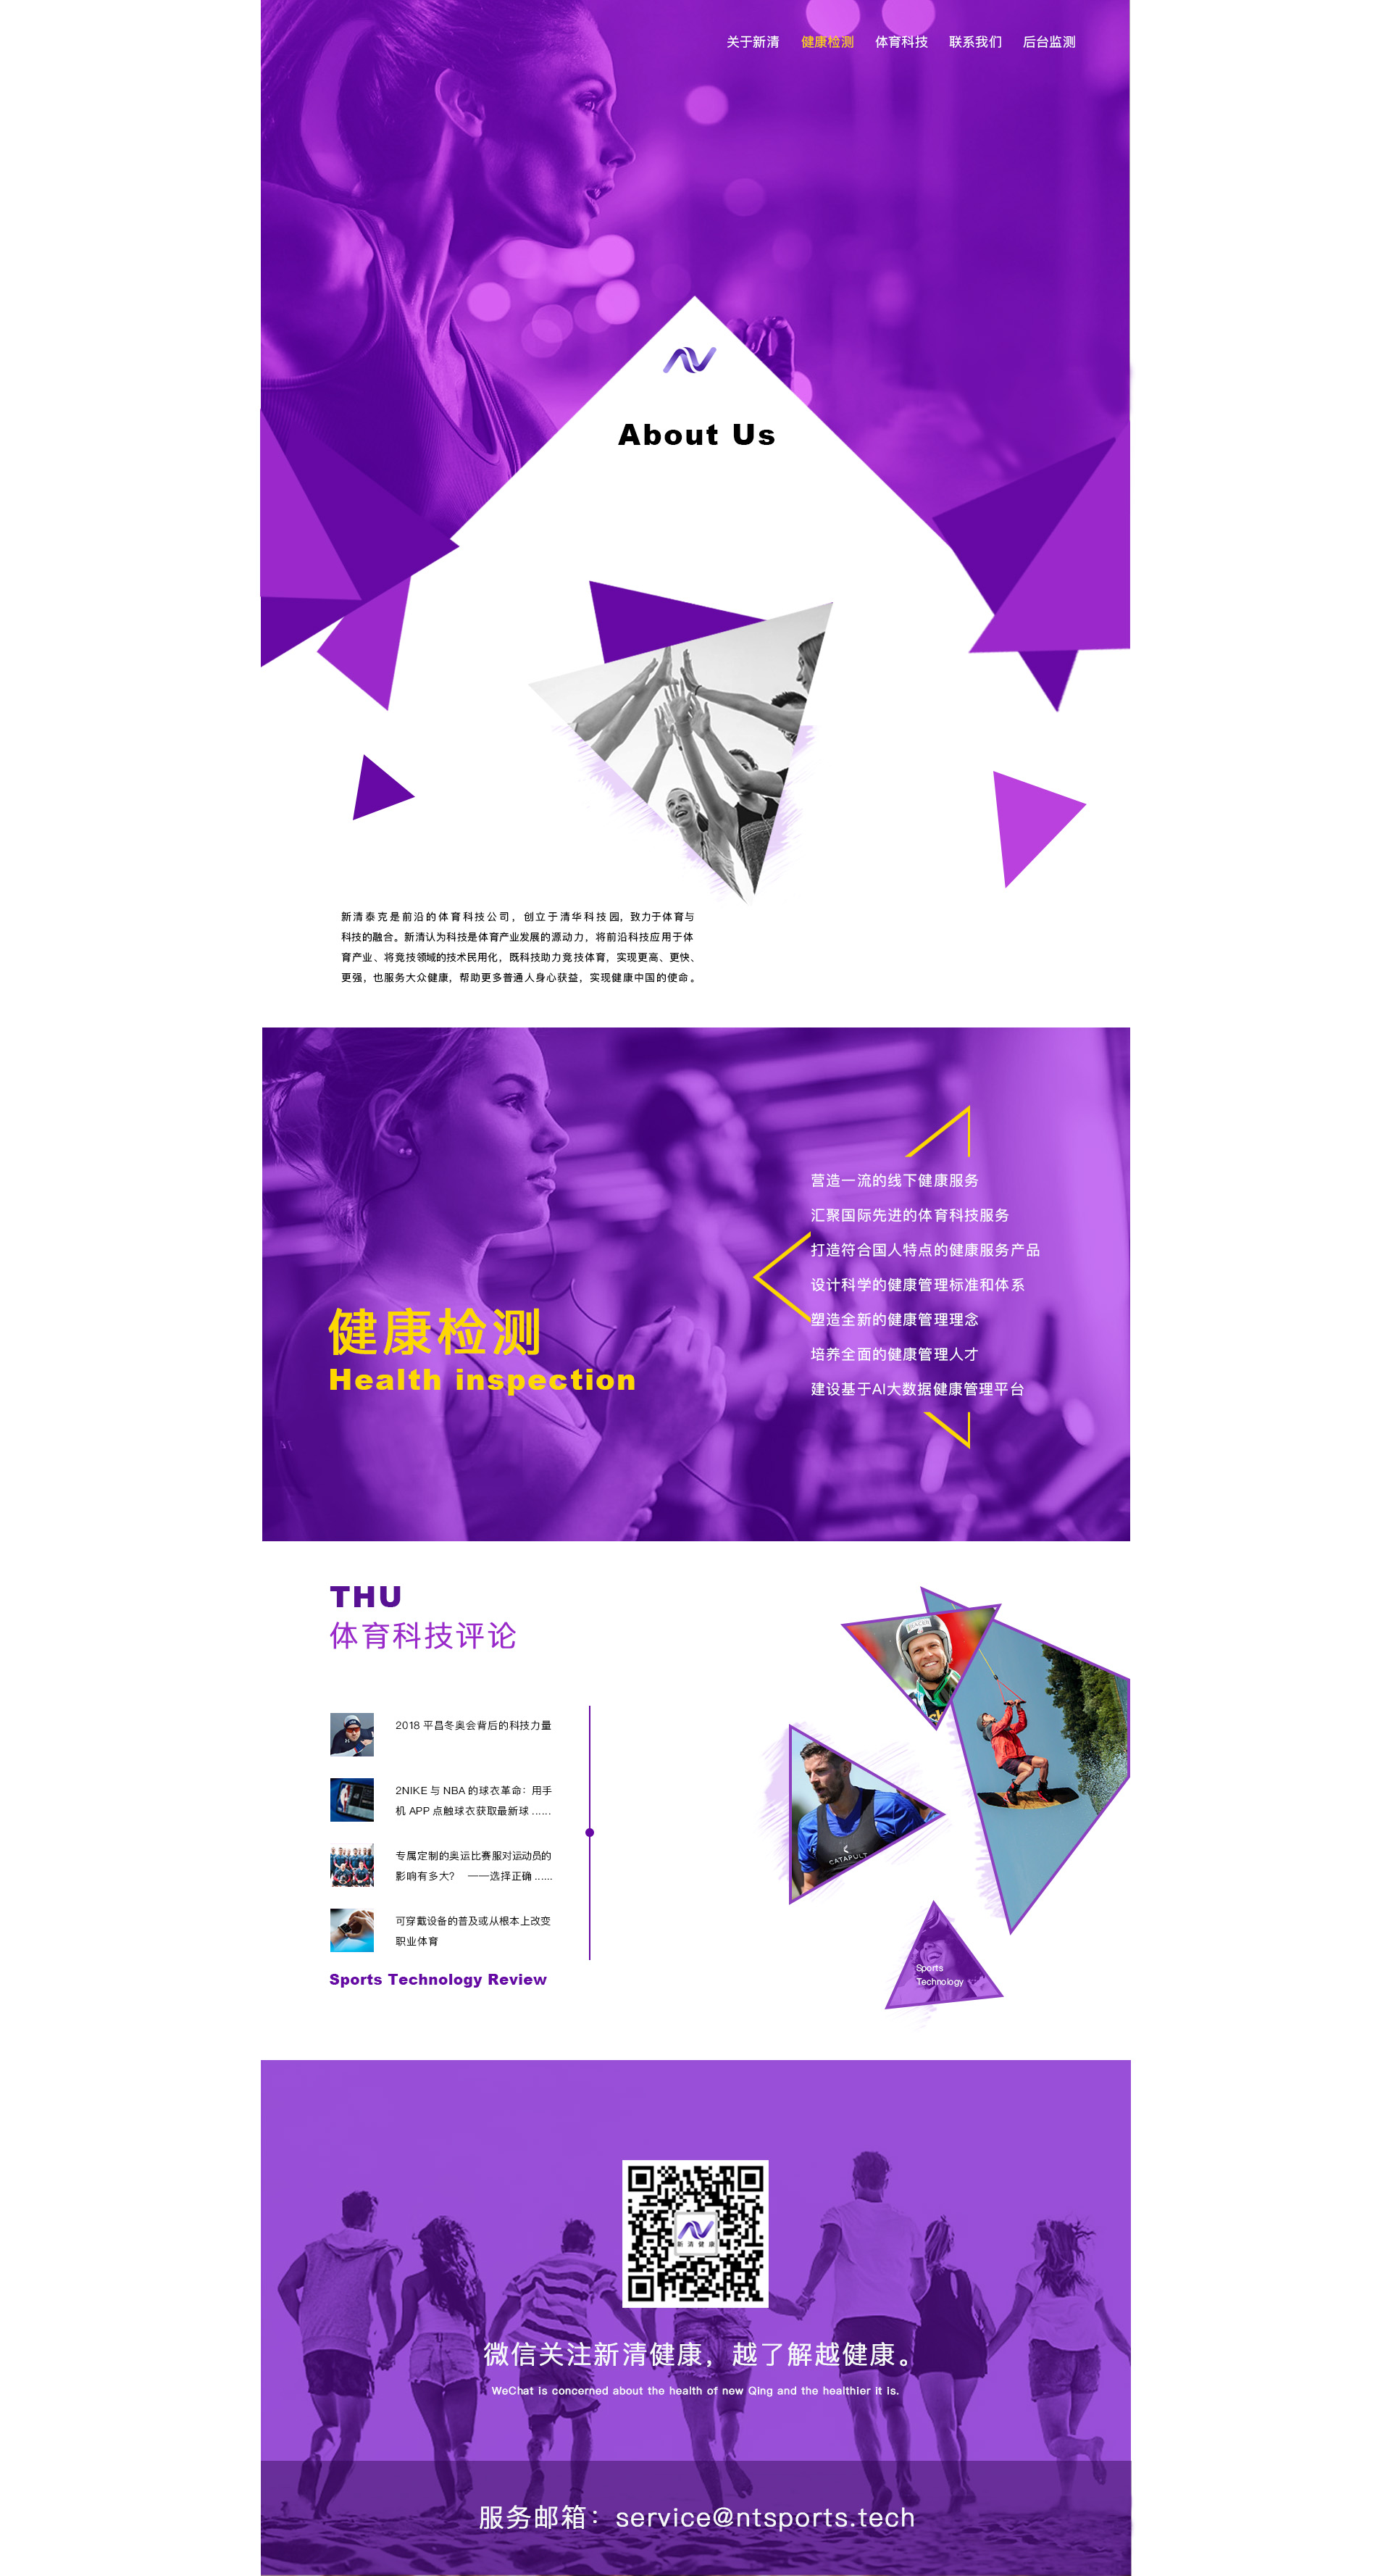 关于新清 健康检测 体育科技 联系我们 后台监测
About Us
新清泰克是前沿的体育科技公司，创立于清华科技园，致力于体育与
科技的融合。新清认为科技是体育产业发展的源动力，将前沿科技应用于体
育产业、将竞技领域的技术民用化，既科技助力竞技体育，实现更高、更快、
更强，也服务大众健康，帮助更多普通人身心获益，实现健康中国的使命。
营造一流的线下健康服务
汇聚国际先进的体育科技服务
打造符合国人特点的健康服务产品
设计科学的健康管理标准和体系
塑造全新的健康管理理念
培养全面的健康管理人才
建设基于AI大数据健康管理平台
健康检测
Health inspection
THU
体育科技评论
2018 平昌冬奥会背后的科技力量
2NIKE 与 NBA 的球衣革命：用手
机 APP 点触球衣获取最新球 ......
专属定制的奥运比赛服对运动员的
影响有多大？ ——选择正确 ......
可穿戴设备的普及或从根本上改变
职业体育
Sports Technology Review
CATAPULT
Sports
Technology
新清健康
微信关注新清健康，越了解越健康。
WeChat is concerned about the health of new Qing and the healthier it is.
服务邮箱：service@ntsports.tech